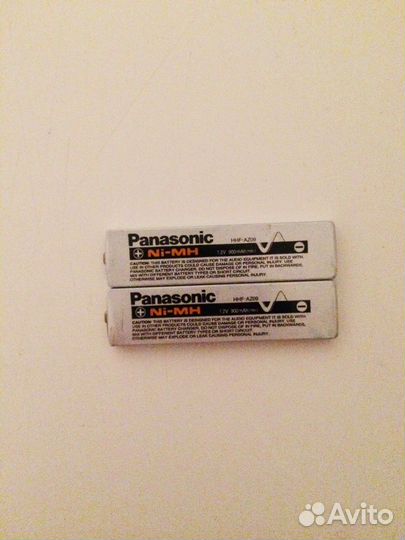 Panasonic HHF-AZ09
Ni-MH 1.2V 900mAh
CAUTION: THIS BATTERY IS DESIGNED FOR THE AUDIO EQUIPMENT IT IS SOLD WITH.
USE IN OTHER PRODUCTS COULD CAUSE DAMAGE OR PERSONAL INJURY. USE
PANASONIC BATTERY CHARGER. DO NOT DISPOSE OF IN FIRE, PUT IN BACKWARDS,
MIX WITH DIFFERENT BATTERY TYPES OR SHORT CIRCUIT.
OTHERWISE MAY EXPLODE OR LEAK CAUSING PERSONAL INJURY.
Panasonic HHF-AZ09
Ni-MH 1.2V 900mAh
CAUTION: THIS BATTERY IS DESIGNED FOR THE AUDIO EQUIPMENT IT IS SOLD WITH.
USE IN OTHER PRODUCTS COULD CAUSE DAMAGE OR PERSONAL INJURY. USE
PANASONIC BATTERY CHARGER. DO NOT DISPOSE OF IN FIRE, PUT IN BACKWARDS,
MIX WITH DIFFERENT BATTERY TYPES OR SHORT CIRCUIT.
OTHERWISE MAY EXPLODE OR LEAK CAUSING PERSONAL INJURY.
Avito